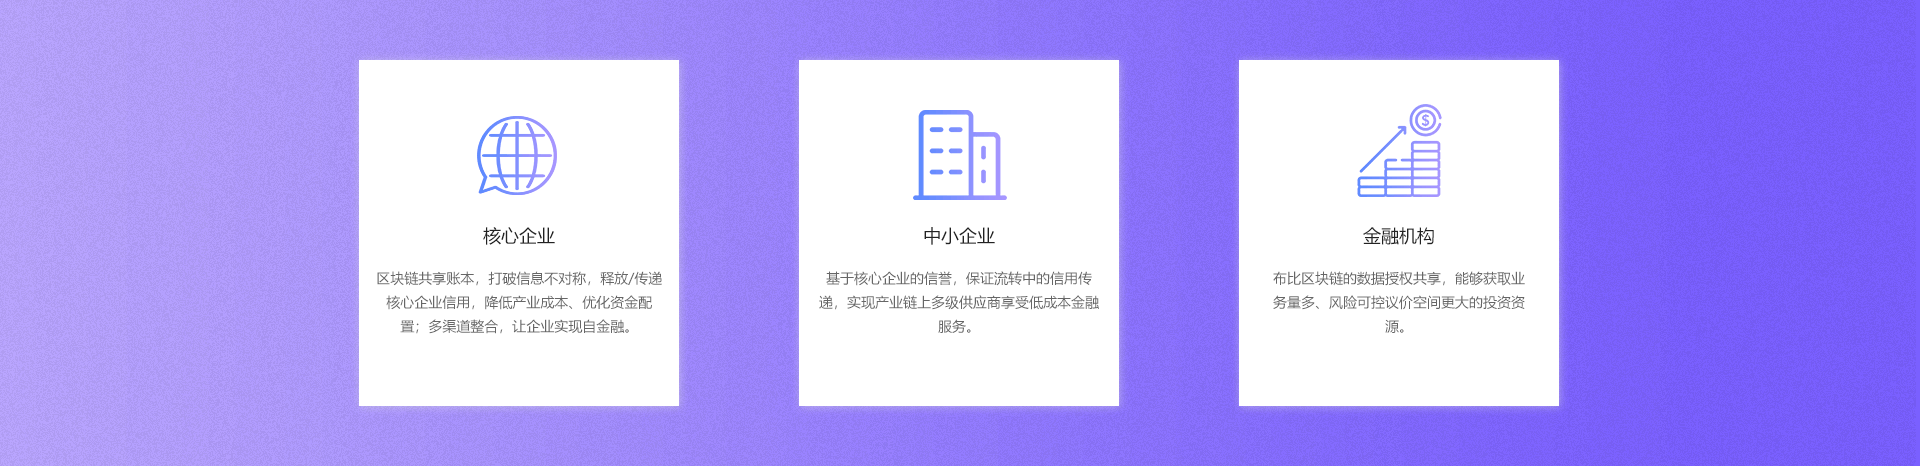 核心企业
区块链共享账本，打破信息不对称，释放/传递
核心企业信用，降低产业成本、优化资金配
置；多渠道整合，让企业实现自金融。
中小企业
基于核心企业的信誉，保证流转中的信用传
递，实现产业链上多级供应商享受低成本金融
服务。
$
金融机构
布比区块链的数据授权共享，能够获取业
务量多、风险可控议价空间更大的投资资
源。